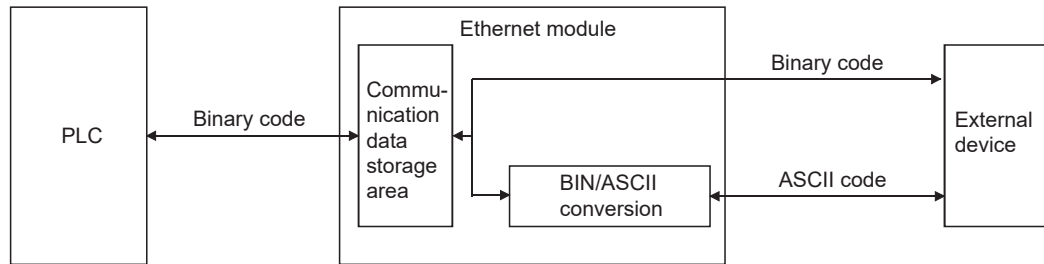 Ethernet module
PLC
Binary code
Commu-
nication
data
storage
area
Binary code
BIN/ASCII
conversion
ASCII code
External
device